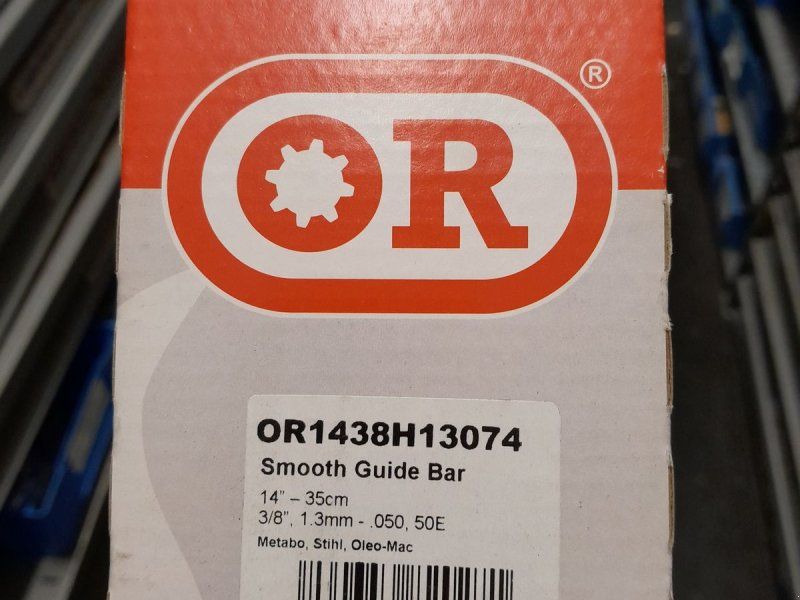 OR®
OR1438H13074
Smooth Guide Bar
14” – 35cm
3/8”, 1.3mm - .050, 50E
Metabo, Stihl, Oleo-Mac